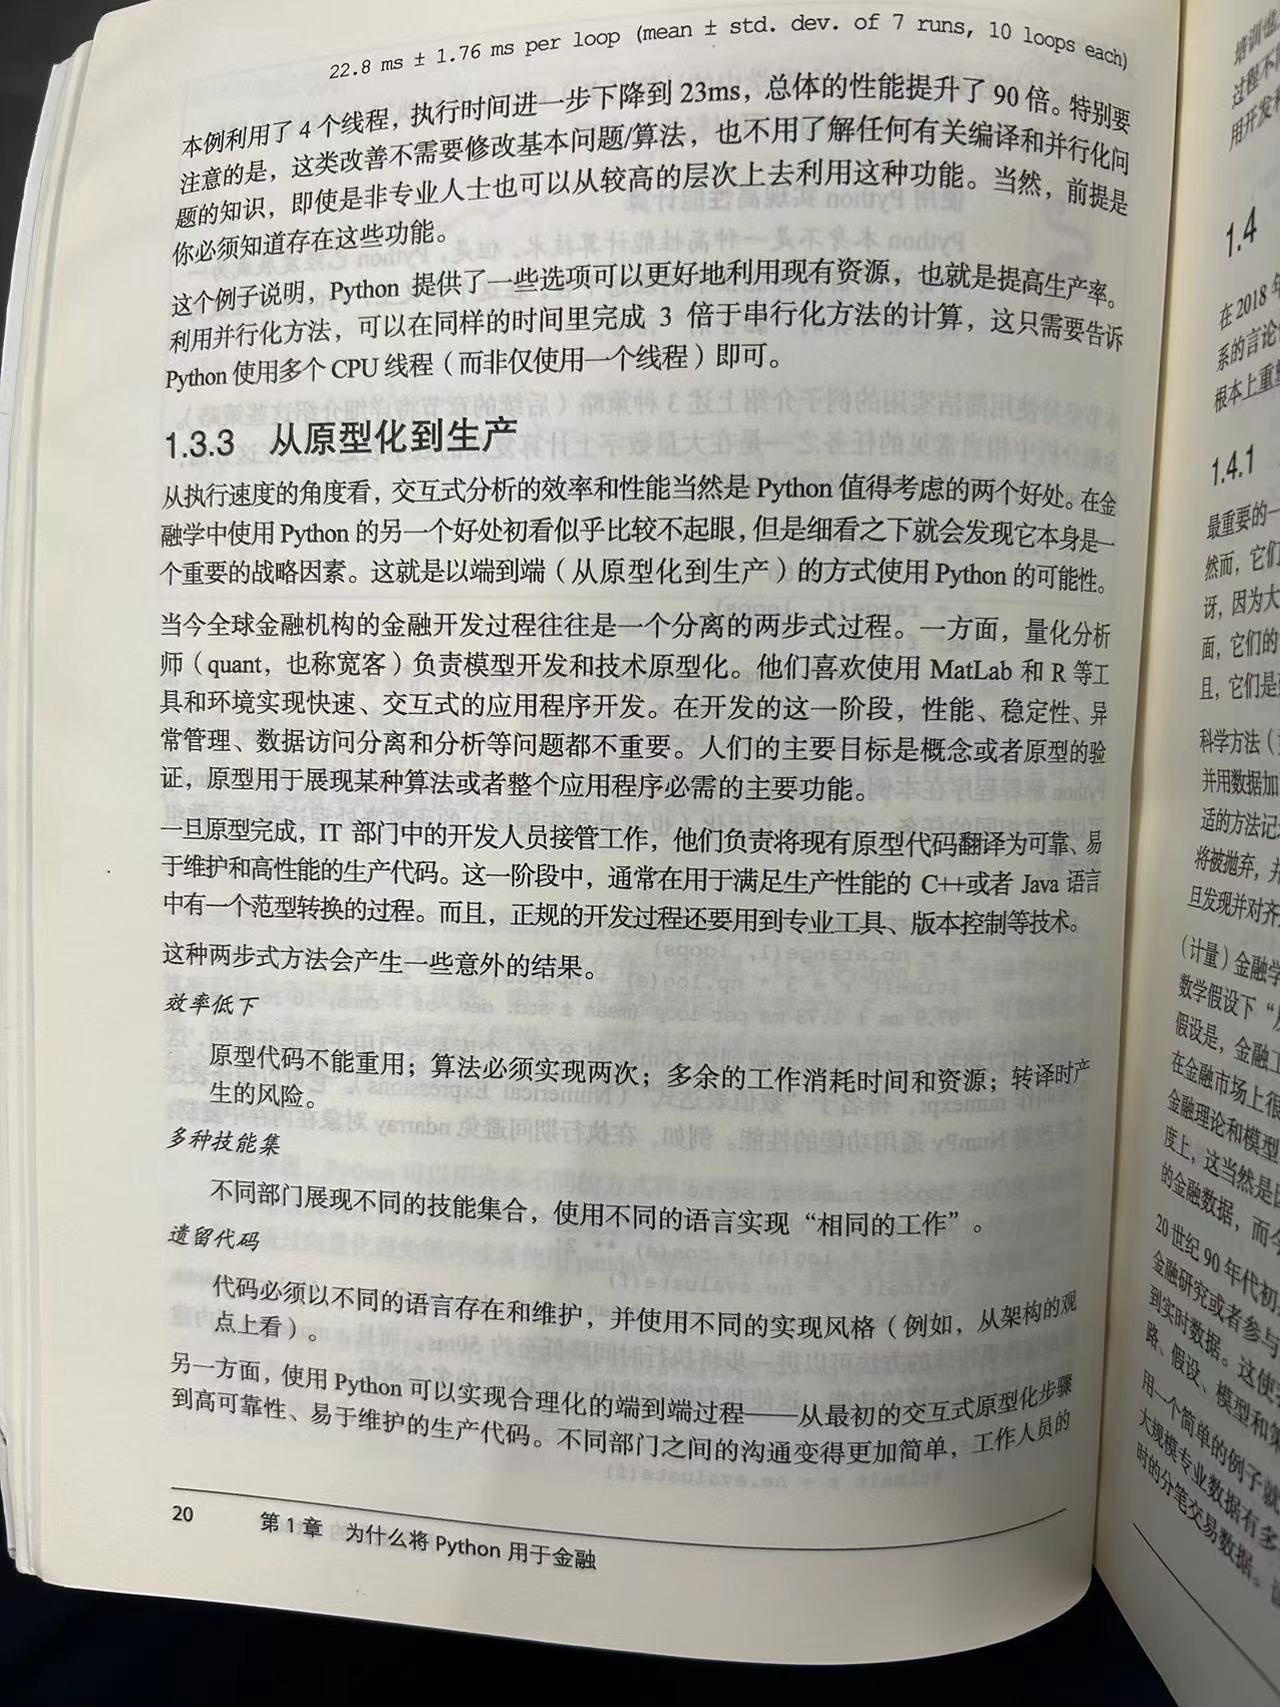 22.8 ms ± 1.76 ms per loop (mean ± std. dev. of 7 runs, 10 loops each)
本例利用了 4 个线程，执行时间进一步下降到 23ms，总体的性能提升了 90 倍。特别要
注意的是，这类改善不需要修改基本问题/算法，也不用了解任何有关编译和并行化问
题的知识，即使是非专业人士也可以从较高的层次上去利用这种功能。当然，前提是
你必须知道存在这些功能。
这个例子说明，Python 提供了一些选项可以更好地利用现有资源，也就是提高生产率。
利用并行化方法，可以在同样的时间里完成 3 倍于串行化方法的计算，这只需要告诉
Python 使用多个 CPU 线程（而非仅使用一个线程）即可。
1.3.3 从原型化到生产
从执行速度的角度看，交互式分析的效率和性能当然是 Python 值得考虑的两个好处。在金
融学中使用 Python 的另一个好处初看似乎比较不起眼，但是细看之下就会发现它本身是一
个重要的战略因素。这就是以端到端（从原型化到生产）的方式使用 Python 的可能性。
当今全球金融机构的金融开发过程往往是一个分离的两步式过程。一方面，量化分析
师（quant，也称宽客）负责模型开发和技术原型化。他们喜欢使用 MatLab 和 R 等工
具和环境实现快速、交互式的应用程序开发。在开发的这一阶段，性能、稳定性、异
常管理、数据访问分离和分析等问题都不重要。人们的主要目标是概念或者原型的验
证，原型用于展现某种算法或者整个应用程序必需的主要功能。
一旦原型完成，IT 部门中的开发人员接管工作，他们负责将现有原型代码翻译为可靠、易
于维护和高性能的生产代码。这一阶段中，通常在用于满足生产性能的 C++或者 Java 语言
中有一个范型转换的过程。而且，正规的开发过程还要用到专业工具、版本控制等技术。
这种两步式方法会产生一些意外的结果。
效率低下
原型代码不能重用；算法必须实现两次；多余的工作消耗时间和资源；转译时产
生的风险。
多种技能集
不同部门展现不同的技能集合，使用不同的语言实现“相同的工作”。
遗留代码
代码必须以不同的语言存在和维护，并使用不同的实现风格（例如，从架构的观
点上看）。
另一方面，使用 Python 可以实现合理化的端到端过程——从最初的交互式原型化步骤
到高可靠性、易于维护的生产代码。不同部门之间的沟通变得更加简单，工作人员的
20 第 1 章 为什么将 Python 用于金融
过程不
用开发
1.4
在 2018
系的言论
根本上重
1.4.1
最重要的一
然而，它们
讶，因为大
面，它们的
且，它们是
科学方法（
并用数据加
适的方法记
将被抛弃，并
旦发现并对齐
（计量）金融学
数学假设下“
假设是，金融
在金融市场上很
金融理论和模型
度上，这当然是
的金融数据，而
20 世纪 90 年代初
金融研究或者参与
到实时数据。这使
路、假设、模型和
用一个简单的例子就
大规模专业数据有多
时的分笔交易数据。